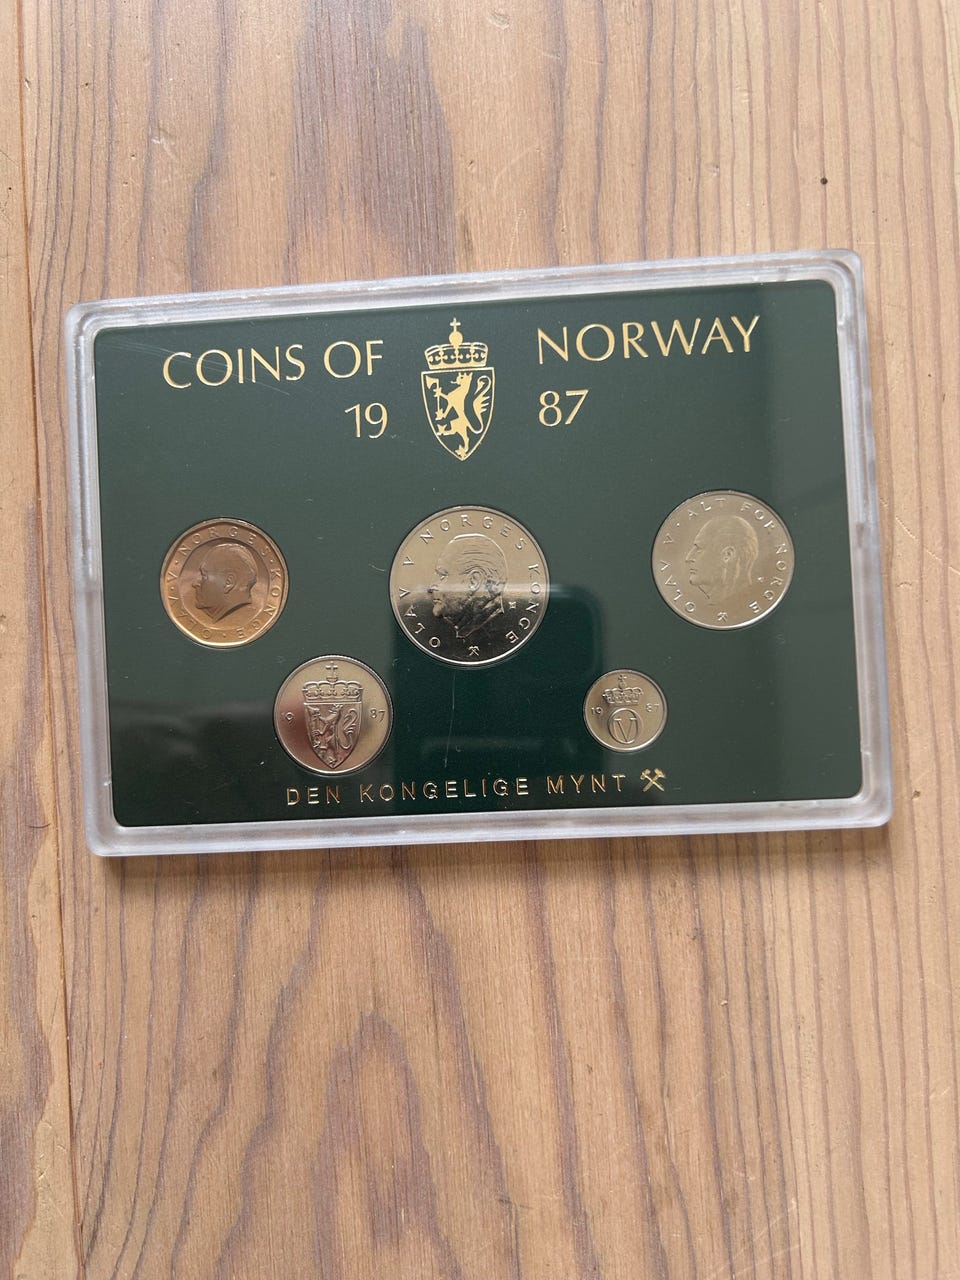 COINS OF NORWAY
19 87
OLAV·V·NORGES·KONGE
OLAV V NORGES KONGE
OLAV V·ALT FOR NORGE
19 87
19 V 87
DEN KONGELIGE MYNT